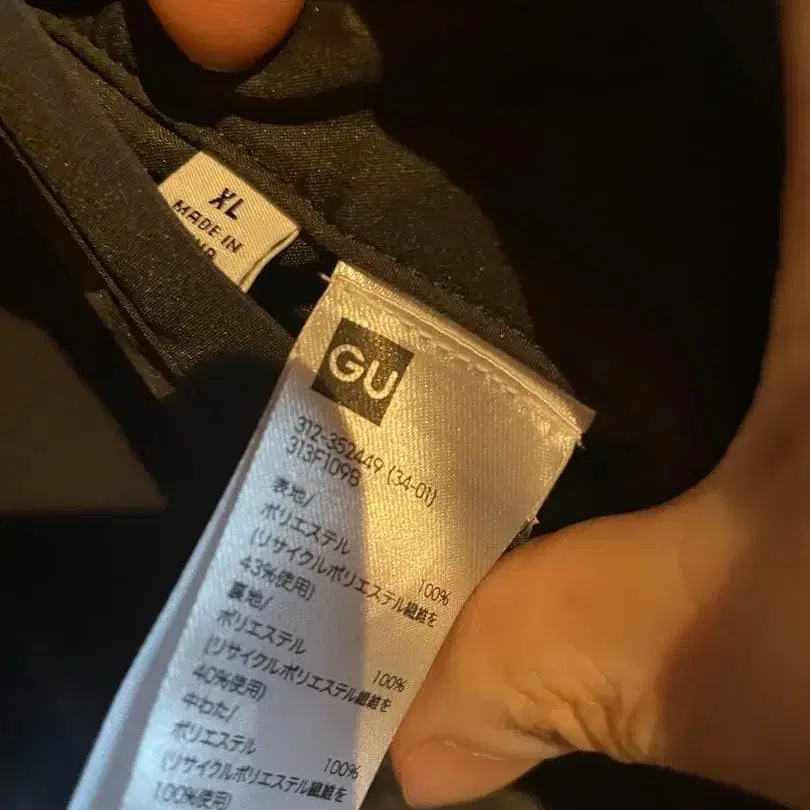 XL
MADE IN
GU
312-352449 (34-01)
313F109B
表地/
ポリエステル 100%
(リサイクルポリエステル繊維を
43%使用)
裏地/
ポリエステル 100%
(リサイクルポリエステル繊維を
40%使用)
中わた/
ポリエステル 100%
(リサイクルポリエステル繊維を
100%使用)